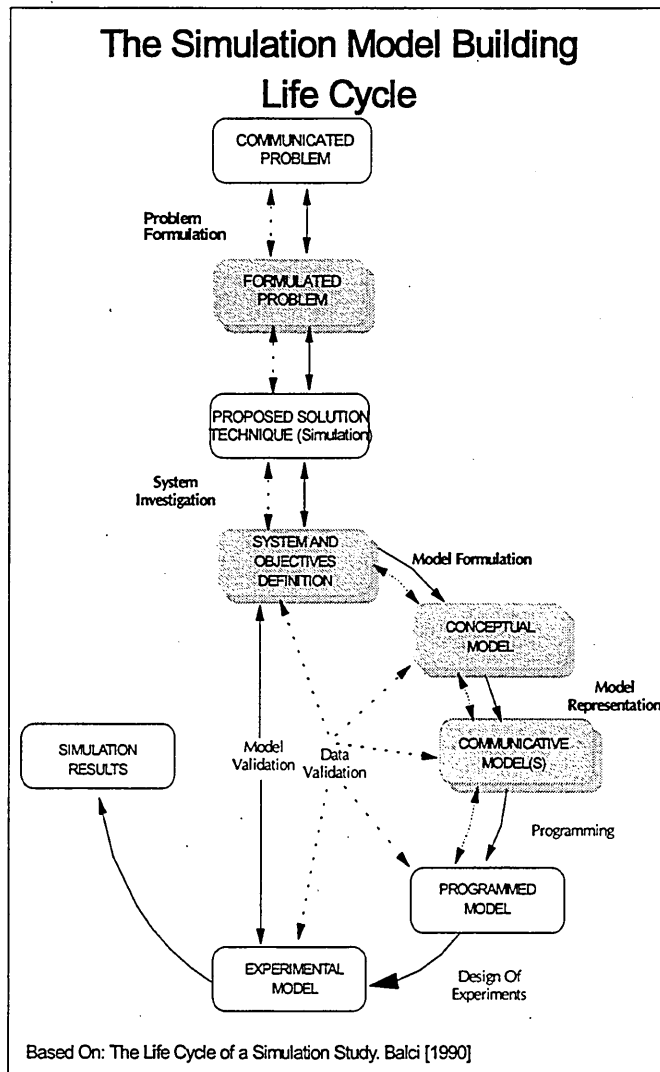 The Simulation Model Building
Life Cycle
COMMUNICATED
PROBLEM
Problem
Formulation
FORMULATED
PROBLEM
PROPOSED SOLUTION
TECHNIQUE (Simulation)
System
Investigation
SYSTEM AND
OBJECTIVES
DEFINITION
Model Formulation
CONCEPTUAL
MODEL
Model
Representation
COMMUNICATIVE
MODEL(S)
SIMULATION
RESULTS
Model
Validation
Data
Validation
Programming
PROGRAMMED
MODEL
EXPERIMENTAL
MODEL
Design Of
Experiments
Based On: The Life Cycle of a Simulation Study. Balci [1990]